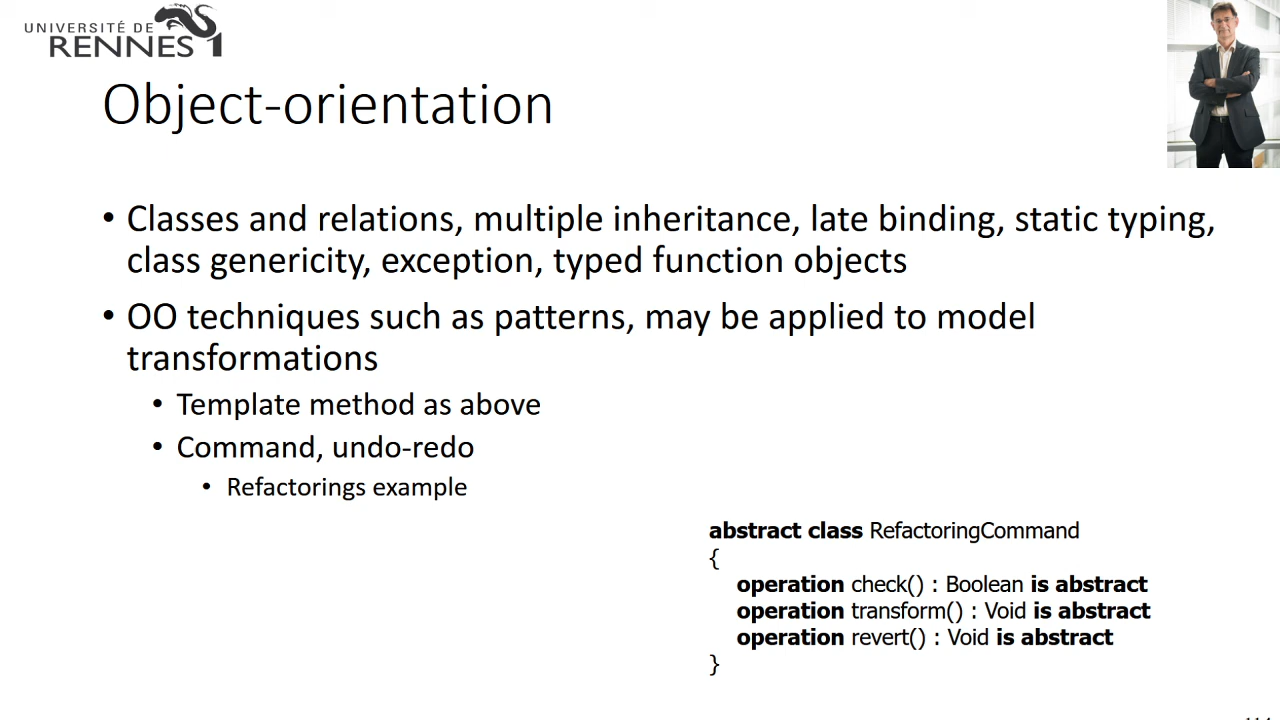 UNIVERSITÉ DE
RENNES 1
Object-orientation
• Classes and relations, multiple inheritance, late binding, static typing,
class genericity, exception, typed function objects
• OO techniques such as patterns, may be applied to model
transformations
• Template method as above
• Command, undo-redo
• Refactorings example
abstract class RefactoringCommand
{
operation check() : Boolean is abstract
operation transform() : Void is abstract
operation revert() : Void is abstract
}